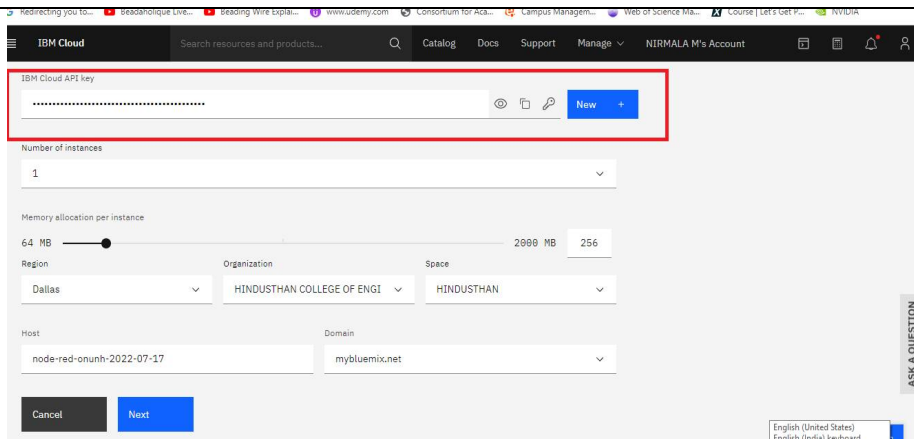 Redirecting you to... Beadaholique Live... Beading Wire Explai... www.udemy.com Consortium for Aca... Campus Managem... Web of Science Ma... Course | Let's Get P... NVIDIA
IBM Cloud Search resources and products... Catalog Docs Support Manage NIRMALA M's Account
IBM Cloud API key
New +
Number of instances
1
Memory allocation per instance
64 MB 2000 MB 256
Region Organization Space
Dallas HINDUSTHAN COLLEGE OF ENGI HINDUSTHAN
Host Domain
node-red-onunh-2022-07-17 mybluemix.net
Cancel Next
ASK A QUESTION
English (United States)
English (India) keyboard